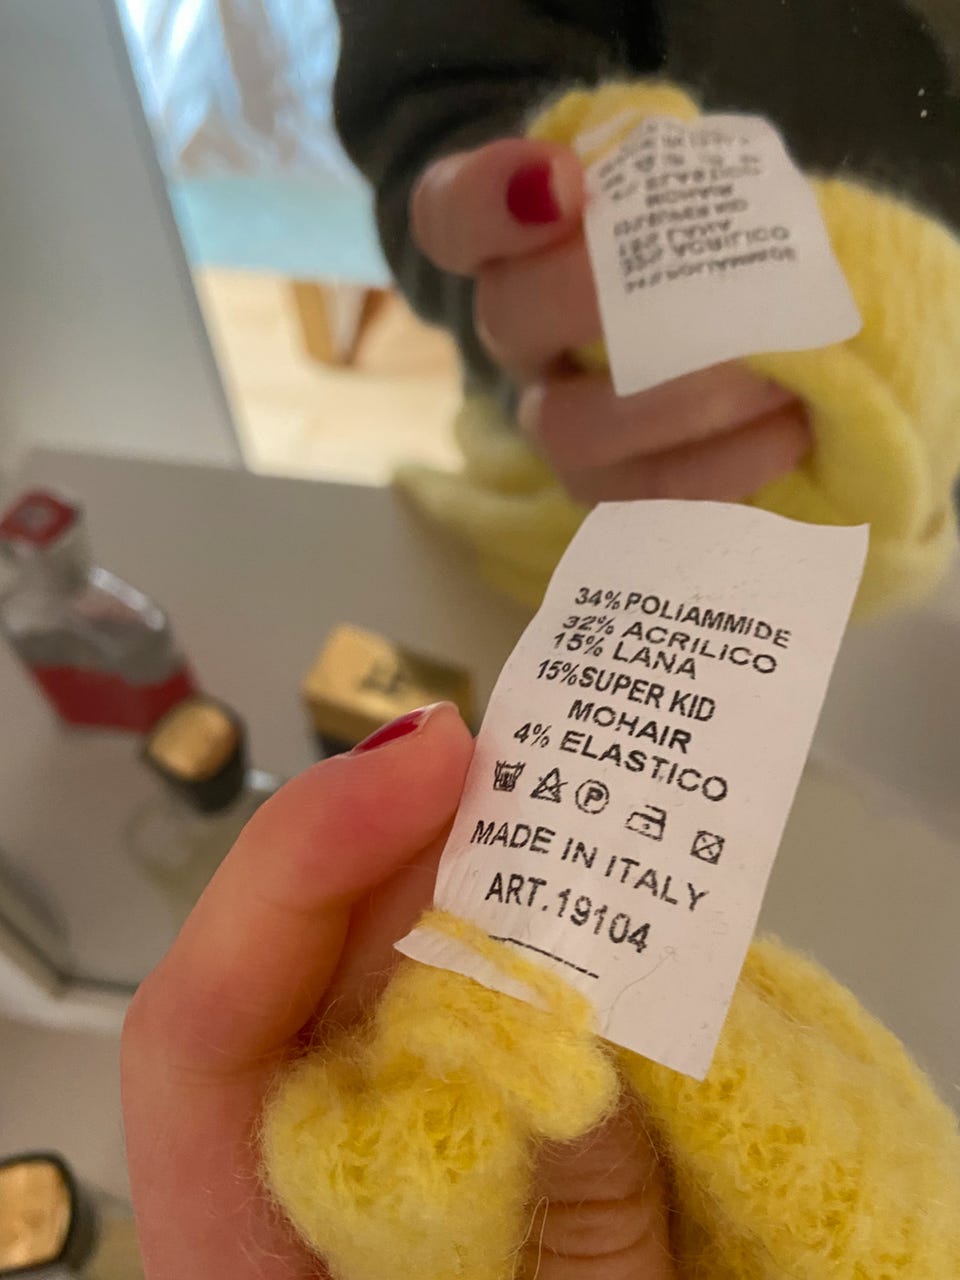 34% POLIAMMIDE
32% ACRILICO
15% LANA
15%SUPER KID
MOHAIR
4% ELASTICO
P
MADE IN ITALY
ART.19104